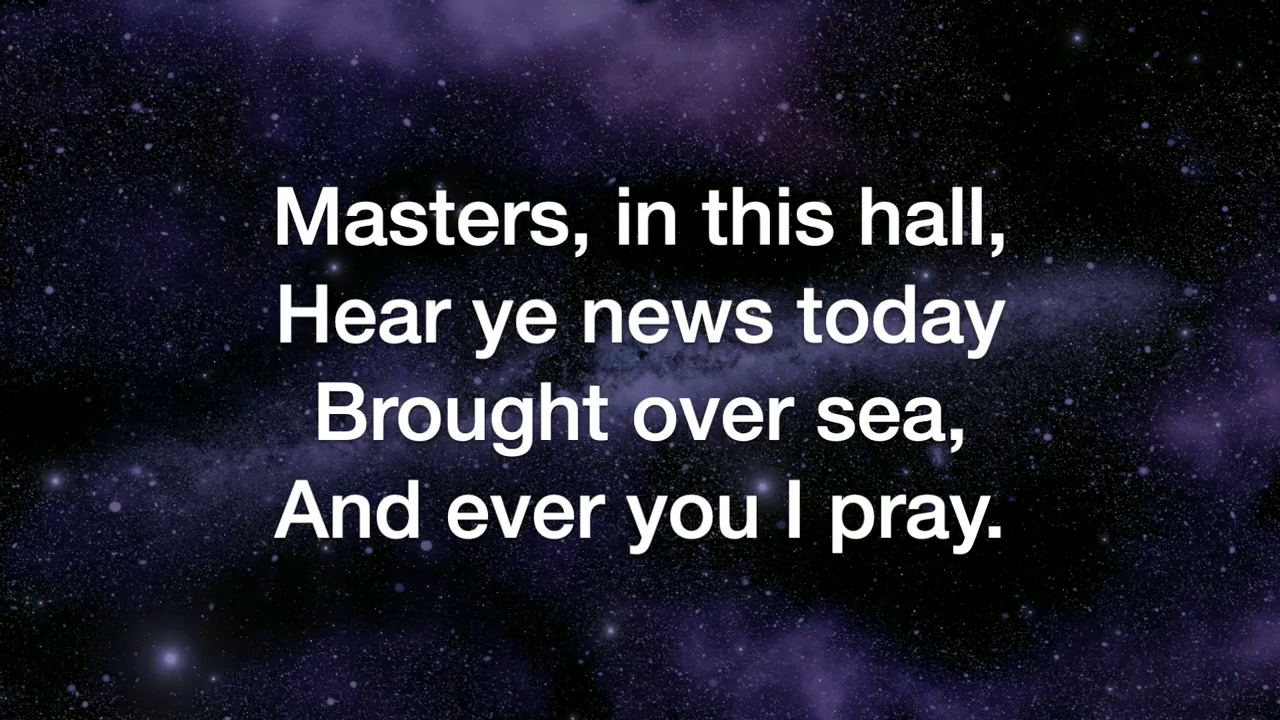 Masters, in this hall,
Hear ye news today
Brought over sea,
And ever you I pray.